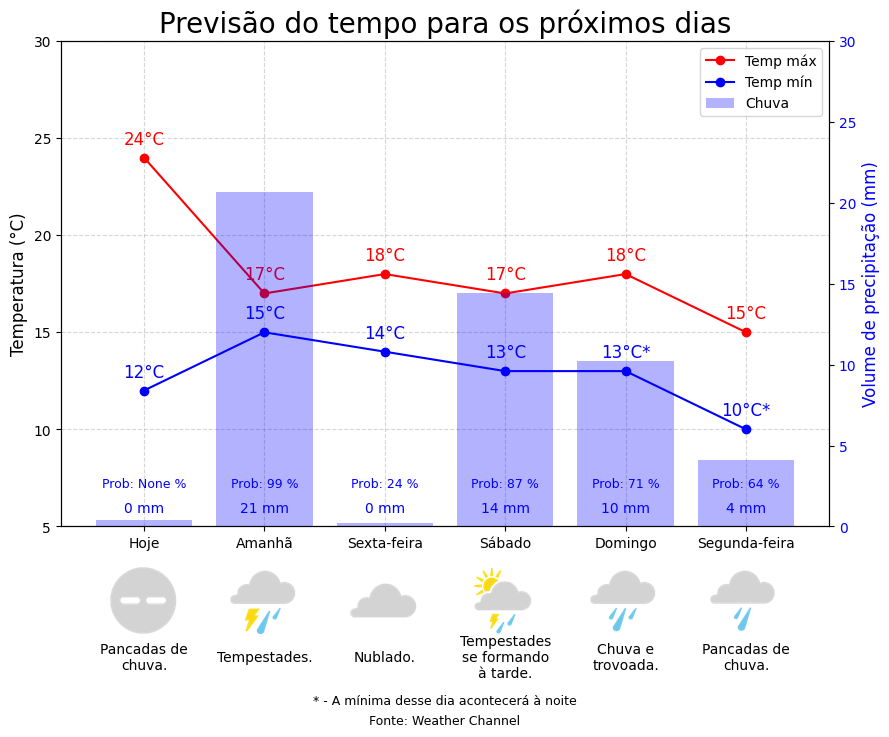 Previsão do tempo para os próximos dias
Temp máx
Temp mín
Chuva
Temperatura (°C)
Volume de precipitação (mm)
30
25
20
15
10
5
30
25
20
15
10
5
0
24°C
17°C
18°C
17°C
18°C
15°C
12°C
15°C
14°C
13°C
13°C*
10°C*
Prob: None %
Prob: 99 %
Prob: 24 %
Prob: 87 %
Prob: 71 %
Prob: 64 %
0 mm
21 mm
0 mm
14 mm
10 mm
4 mm
Hoje
Amanhã
Sexta-feira
Sábado
Domingo
Segunda-feira
Pancadas de
chuva.
Tempestades.
Nublado.
Tempestades
se formando
à tarde.
Chuva e
trovoada.
Pancadas de
chuva.
* - A mínima desse dia acontecerá à noite
Fonte: Weather Channel